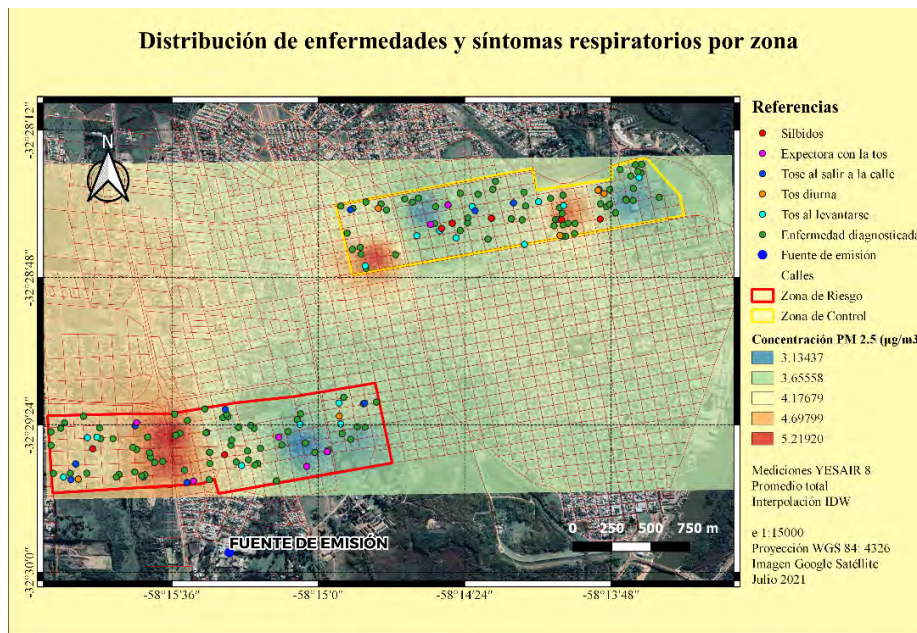 Distribución de enfermedades y síntomas respiratorios por zona
N
-32°28'12"
-32°28'48"
-32°29'24"
-32°30'0"
-58°15'36"
-58°15'0"
-58°14'24"
-58°13'48"
FUENTE DE EMISIÓN
0 250 500 750 m
Referencias
Silbidos
Expectora con la tos
Tose al salir a la calle
Tos diurna
Tos al levantarse
Enfermedad diagnosticada
Fuente de emisión
Calles
Zona de Riesgo
Zona de Control
Concentración PM 2.5 (µg/m3
3.13437
3.65558
4.17679
4.69799
5.21920
Mediciones YESAIR 8
Promedio total
Interpolación IDW
e 1:15000
Proyección WGS 84: 4326
Imagen Google Satéllite
Julio 2021